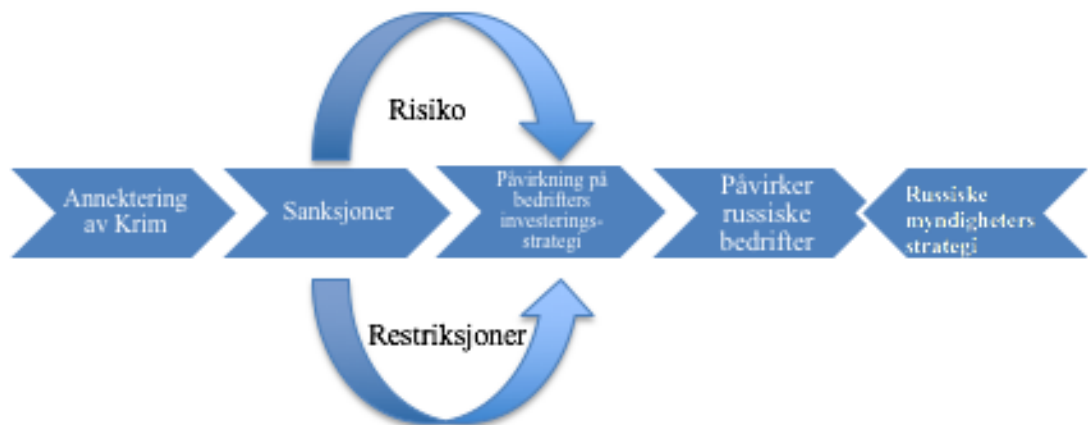 Risiko
Annektering
av Krim
Sanksjoner
Påvirkning på
bedrifters
investerings-
strategi
Påvirker
russiske
bedrifter
Russiske
myndigheters
strategi
Restriksjoner